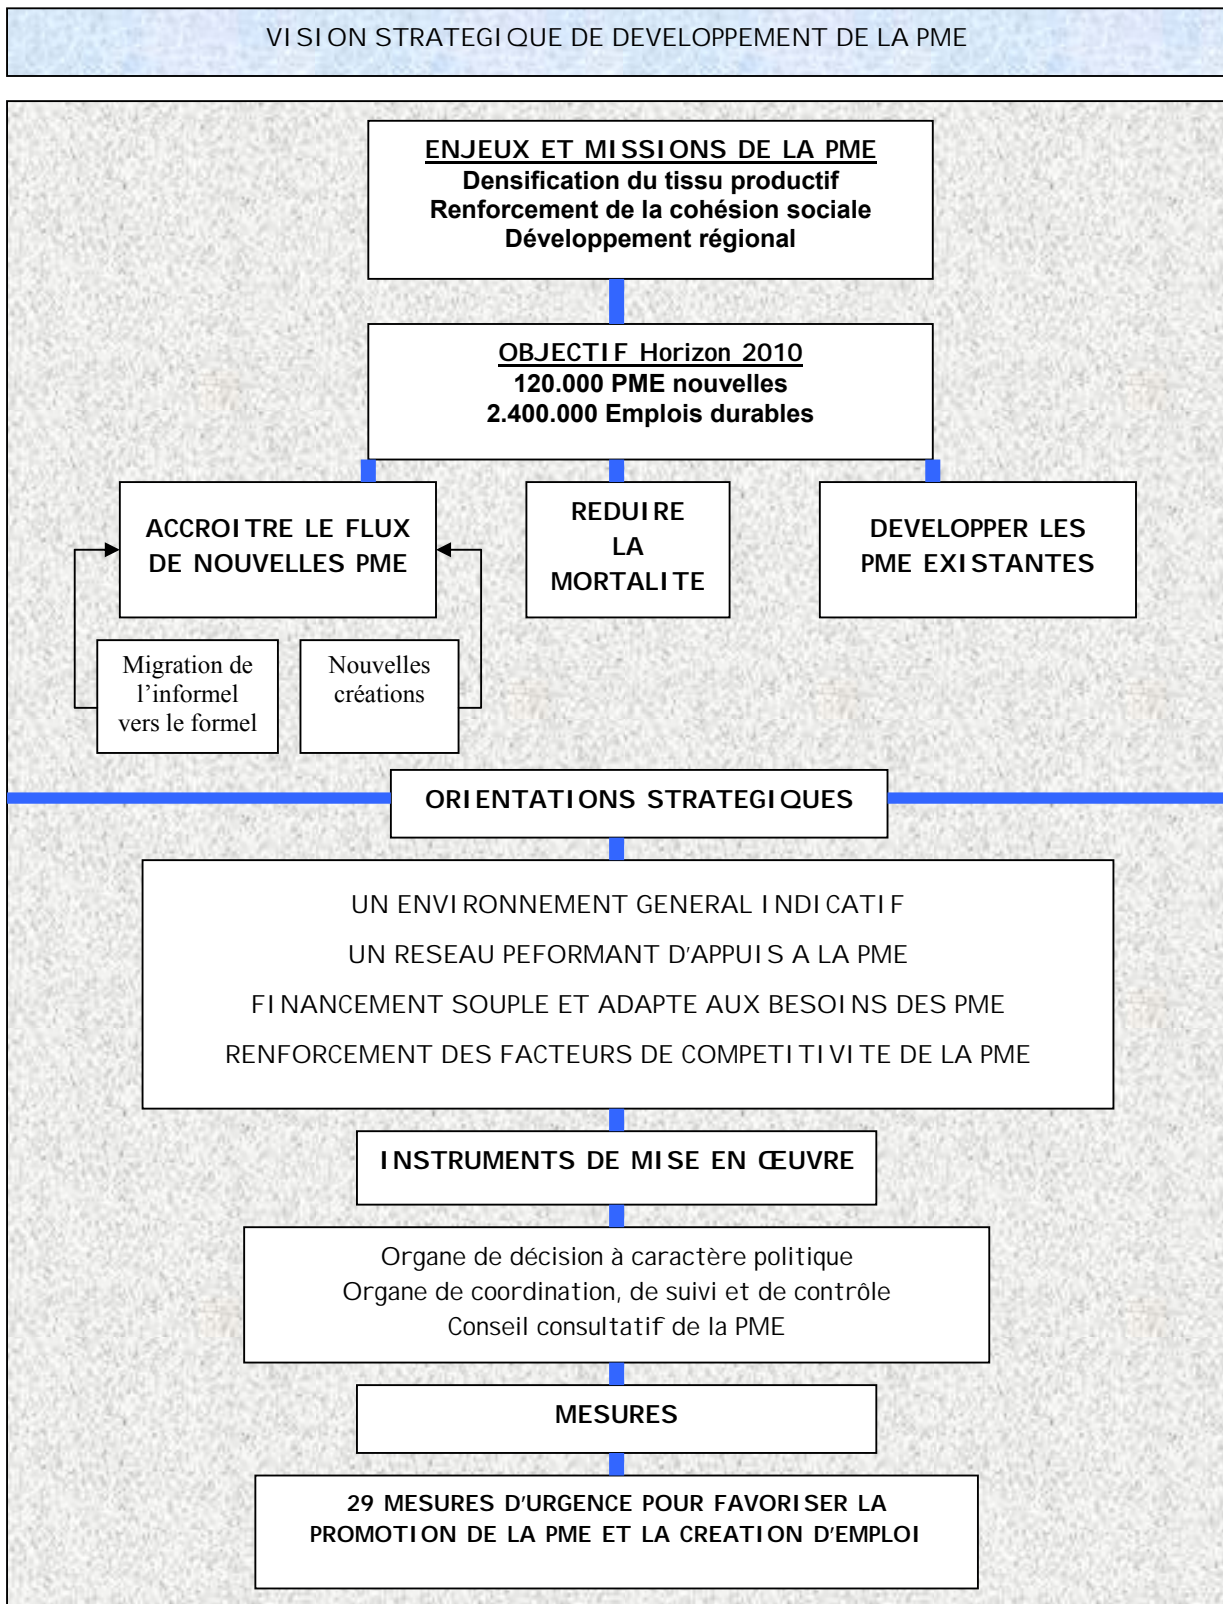 VISION STRATEGIQUE DE DEVELOPPEMENT DE LA PME
ENJEUX ET MISSIONS DE LA PME
Densification du tissu productif
Renforcement de la cohésion sociale
Développement régional
OBJECTIF Horizon 2010
120.000 PME nouvelles
2.400.000 Emplois durables
ACCROITRE LE FLUX
DE NOUVELLES PME
REDUIRE
LA
MORTALITE
DEVELOPPER LES
PME EXISTANTES
Migration de
l'informel
vers le formel
Nouvelles
créations
ORIENTATIONS STRATEGIQUES
UN ENVIRONNEMENT GENERAL INDICATIF
UN RESEAU PEFORMANT D'APPUIS A LA PME
FINANCEMENT SOUPLE ET ADAPTE AUX BESOINS DES PME
RENFORCEMENT DES FACTEURS DE COMPETITIVITE DE LA PME
INSTRUMENTS DE MISE EN ŒUVRE
Organe de décision à caractère politique
Organe de coordination, de suivi et de contrôle
Conseil consultatif de la PME
MESURES
29 MESURES D'URGENCE POUR FAVORISER LA
PROMOTION DE LA PME ET LA CREATION D'EMPLOI